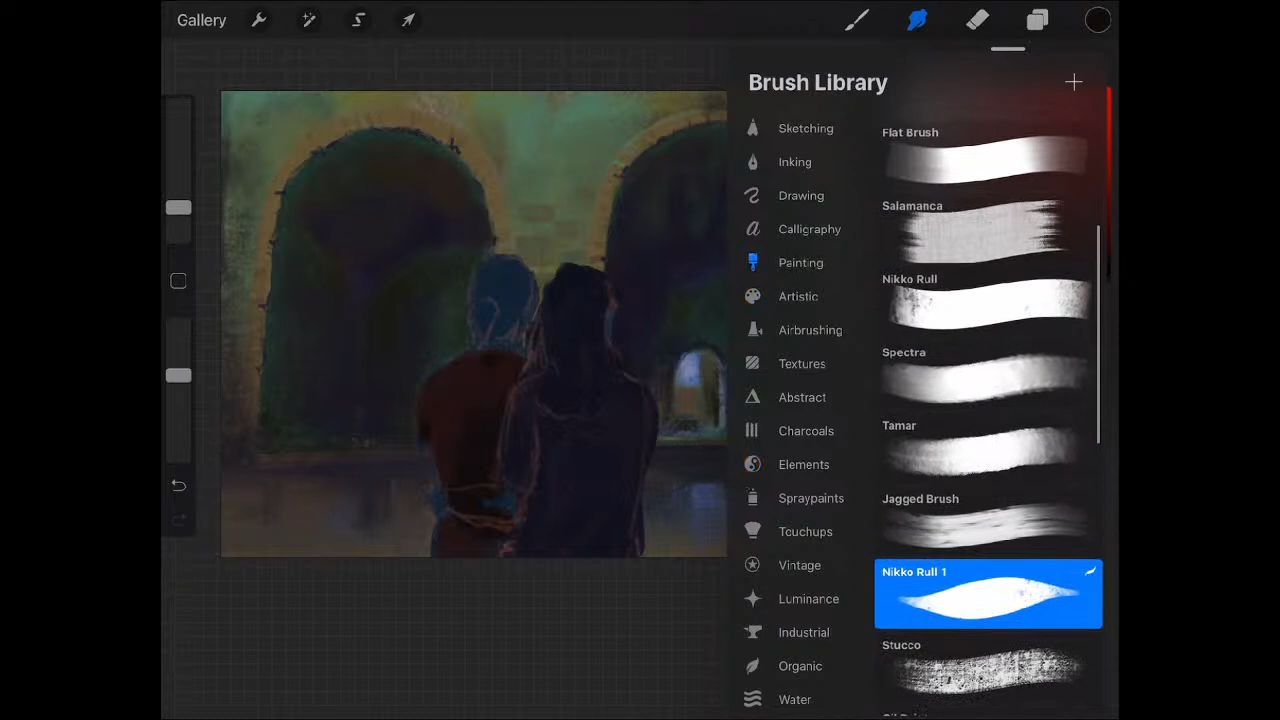 Gallery
Brush Library
Sketching
Inking
Drawing
Calligraphy
Painting
Artistic
Airbrushing
Textures
Abstract
Charcoals
Elements
Spraypaints
Touchups
Vintage
Luminance
Industrial
Organic
Water
Flat Brush
Salamanca
Nikko Rull
Spectra
Tamar
Jagged Brush
Nikko Rull 1
Stucco